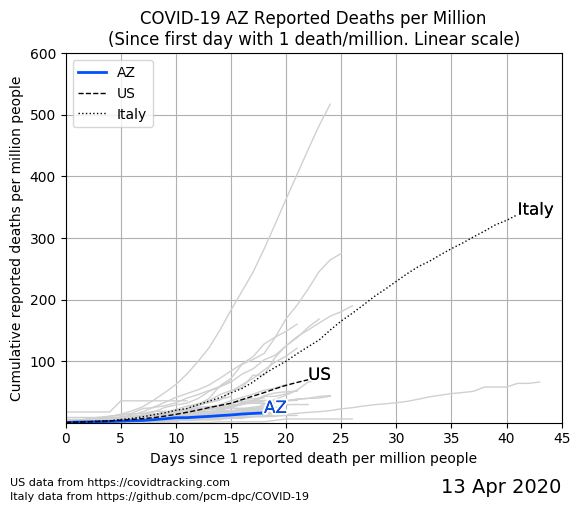 COVID-19 AZ Reported Deaths per Million
(Since first day with 1 death/million. Linear scale)
Cumulative reported deaths per million people
600
500
400
300
200
100
AZ
US
Italy
Italy
US
AZ
0 5 10 15 20 25 30 35 40 45
Days since 1 reported death per million people
US data from https://covidtracking.com
Italy data from https://github.com/pcm-dpc/COVID-19
13 Apr 2020